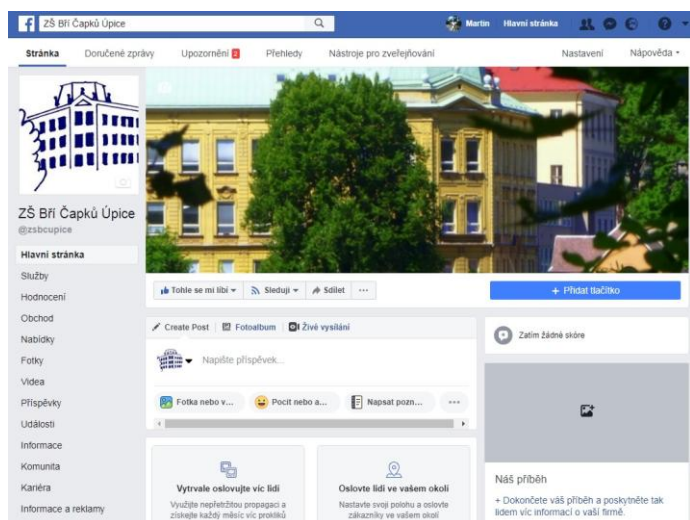 ZŠ Bří Čapků Úpice
Martin Hlavní stránka
Stránka Doručené zprávy Upozornění 2 Přehledy Nástroje pro zveřejňování Nastavení Nápověda
ZŠ Bří Čapků Úpice
@zsbcupice
Hlavní stránka
Služby
Hodnocení
Obchod
Nabídky
Fotky
Videa
Příspěvky
Události
Informace
Komunita
Kariéra
Informace a reklamy
Tohle se mi líbí Sleduji Sdílet ...
+ Přidat tlačítko
Create Post Fotoalbum Živé vysílání
Napište příspěvek...
Fotka nebo v... Pocit nebo a... Napsat pozn...
Vytrvale oslovujte víc lidí
Využijte nepřetržitou propagaci a
získejte každý měsíc víc prokliků
Oslovte lidi ve vašem okolí
Nastavte svoji polohu a oslovte
zákazníky ve vašem okolí
Zatím žádné skóre
Náš příběh
+ Dokončete váš příběh a poskytněte tak
lidem víc informací o vaší firmě.